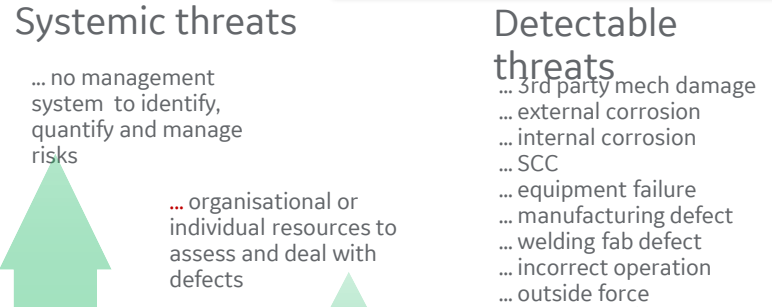 Systemic threats
... no management
system to identify,
quantify and manage
risks
... organisational or
individual resources to
assess and deal with
defects
Detectable
threats
... 3rd party mech damage
... external corrosion
... internal corrosion
... SCC
... equipment failure
... manufacturing defect
... welding fab defect
... incorrect operation
... outside force